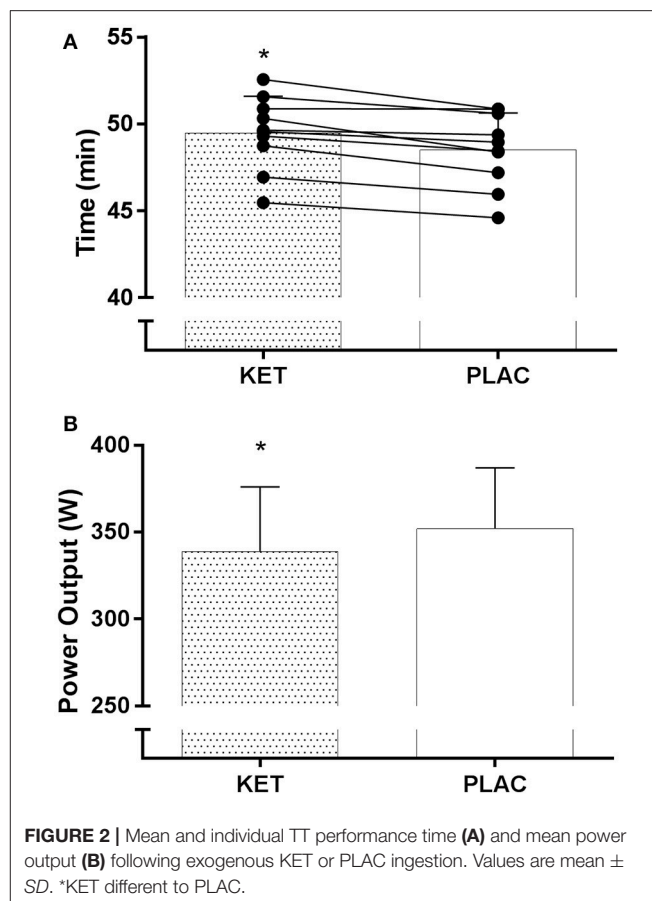 A
*
55
50
45
40
Time (min)
KET PLAC
B
*
400
350
300
250
Power Output (W)
KET PLAC
FIGURE 2 | Mean and individual TT performance time (A) and mean power
output (B) following exogenous KET or PLAC ingestion. Values are mean ±
SD. *KET different to PLAC.